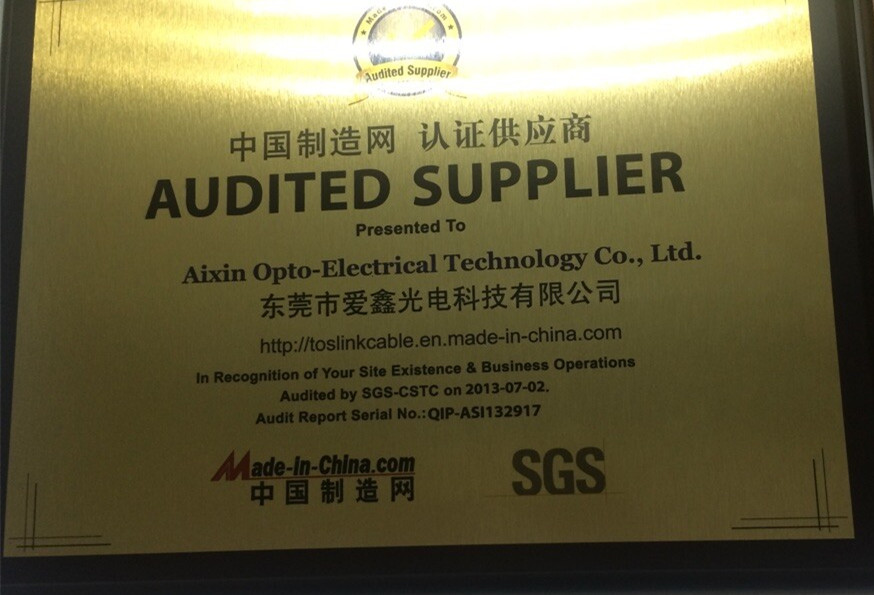 Audited Supplier
中国制造网 认证供应商
AUDITED SUPPLIER
Presented To
Aixin Opto-Electrical Technology Co., Ltd.
东莞市爱鑫光电科技有限公司
http://toslinkcable.en.made-in-china.com
In Recognition of Your Site Existence & Business Operations
Audited by SGS-CSTC on 2013-07-02.
Audit Report Serial No.:QIP-ASI132917
Made-in-China.com
中国制造网
SGS